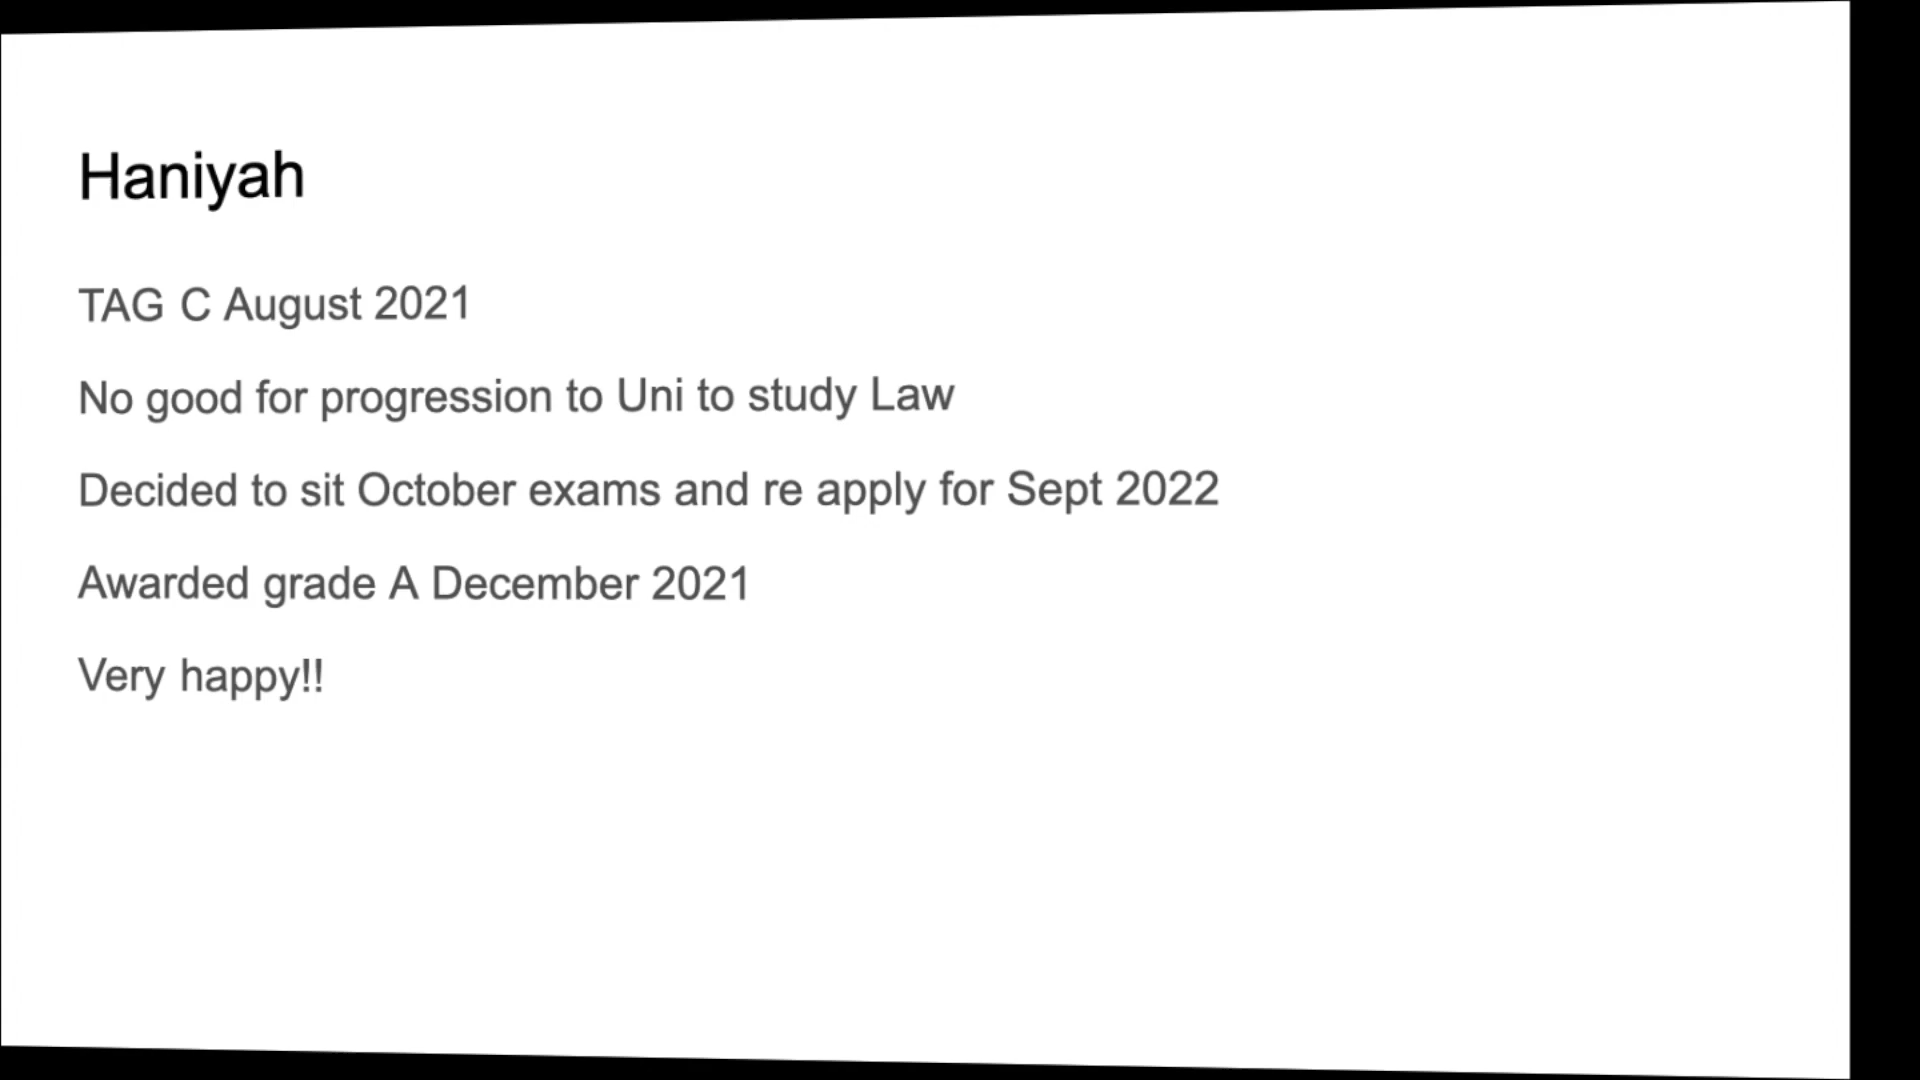 Haniyah
TAG C August 2021
No good for progression to Uni to study Law
Decided to sit October exams and re apply for Sept 2022
Awarded grade A December 2021
Very happy!!